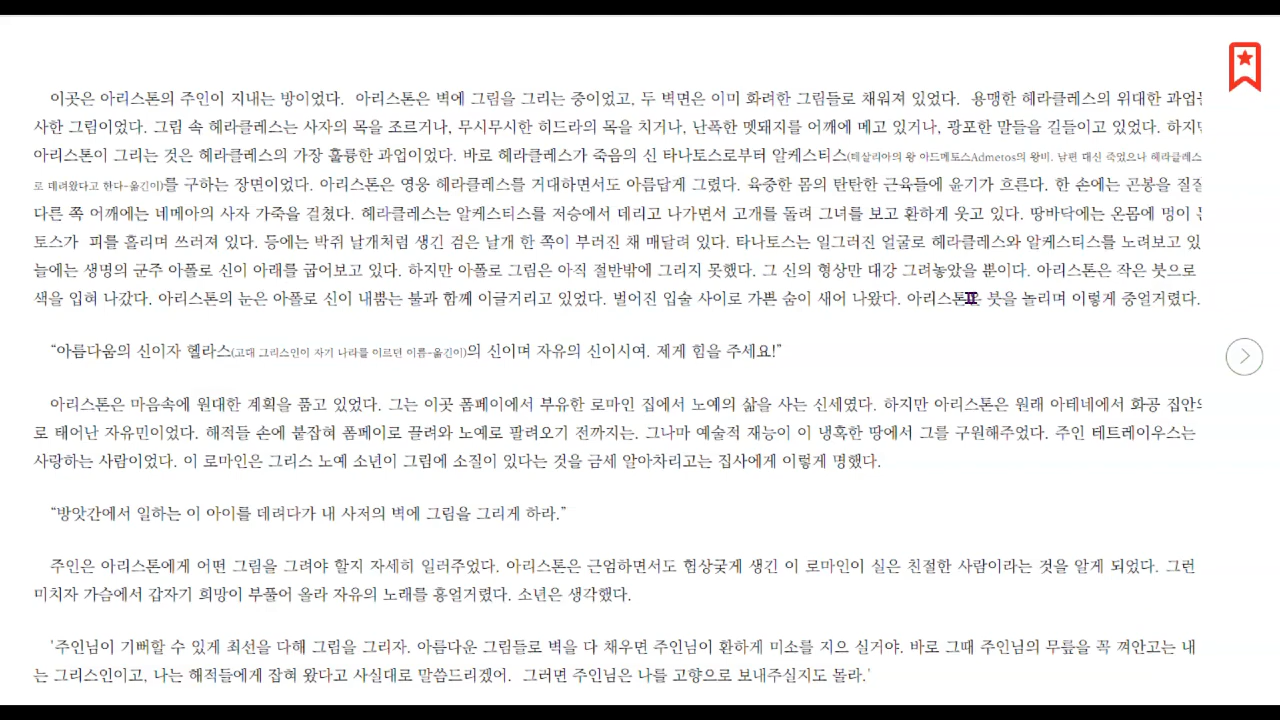 이곳은 아리스톤의 주인이 지내는 방이었다. 아리스톤은 벽에 그림을 그리는 중이었고, 두 벽면은 이미 화려한 그림들로 채워져 있었다. 용맹한 헤라클레스의 위대한
사한 그림이었다. 그림 속 헤라클레스는 사자의 목을 조르거나, 무시무시한 히드라의 목을 치거나, 난폭한 멧돼지를 어깨에 메고 있거나, 광포한 말들을 길들이고 있었다.
아리스톤이 그리는 것은 헤라클레스의 가장 훌륭한 과업이었다. 바로 헤라클레스가 죽음의 신 타나토스로부터 알케스티스(테살리아의 왕 아드메토스Admetos의 왕비. 남편 대신 죽었으나 헤라클레스
로 데려왔다고 한다-옮긴이)를 구하는 장면이었다. 아리스톤은 영웅 헤라클레스를 거대하면서도 아름답게 그렸다. 육중한 몸의 탄탄한 근육들에 윤기가 흐른다. 한 손에는 곤봉을 질질
다른 쪽 어깨에는 네메아의 사자 가죽을 걸쳤다. 헤라클레스는 알케스티스를 저승에서 데리고 나가면서 고개를 돌려 그녀를 보고 환하게 웃고 있다. 땅바닥에는 온몸에 멍이
토스가 피를 흘리며 쓰러져 있다. 등에는 박쥐 날개처럼 생긴 검은 날개 한 쪽이 부러진 채 매달려 있다. 타나토스는 일그러진 얼굴로 헤라클레스와 알케스티스를 노려보고 있
늘에는 생명의 군주 아폴로 신이 아래를 굽어보고 있다. 하지만 아폴로 그림은 아직 절반밖에 그리지 못했다. 그 신의 형상만 대강 그려놓았을 뿐이다. 아리스톤은 작은 붓으로
색을 입혀 나갔다. 아리스톤의 눈은 아폴로 신이 내뿜는 불과 함께 이글거리고 있었다. 벌어진 입술 사이로 가쁜 숨이 새어 나왔다. 아리스톤은 붓을 놀리며 이렇게 중얼거렸다.
“아름다움의 신이자 헬라스(고대 그리스인이 자기 나라를 이르던 이름-옮긴이)의 신이며 자유의 신이시여. 제게 힘을 주세요!”
아리스톤은 마음속에 원대한 계획을 품고 있었다. 그는 이곳 폼페이에서 부유한 로마인 집에서 노예의 삶을 사는 신세였다. 하지만 아리스톤은 원래 아테네에서 화공 집안의
로 태어난 자유민이었다. 해적들 손에 붙잡혀 폼페이로 끌려와 노예로 팔려오기 전까지는. 그나마 예술적 재능이 이 냉혹한 땅에서 그를 구원해주었다. 주인 테트레이우스는
사랑하는 사람이었다. 이 로마인은 그리스 노예 소년이 그림에 소질이 있다는 것을 금세 알아차리고는 집사에게 이렇게 명했다.
“방앗간에서 일하는 이 아이를 데려다가 내 사저의 벽에 그림을 그리게 하라.”
주인은 아리스톤에게 어떤 그림을 그려야 할지 자세히 일러주었다. 아리스톤은 근엄하면서도 험상궂게 생긴 이 로마인이 실은 친절한 사람이라는 것을 알게 되었다. 그런
미치자 가슴에서 갑자기 희망이 부풀어 올라 자유의 노래를 흥얼거렸다. 소년은 생각했다.
'주인님이 기뻐할 수 있게 최선을 다해 그림을 그리자. 아름다운 그림들로 벽을 다 채우면 주인님이 환하게 미소를 지으 실거야. 바로 그때 주인님의 무릎을 꼭 껴안고는 내
는 그리스인이고, 나는 해적들에게 잡혀 왔다고 사실대로 말씀드리겠어. 그러면 주인님은 나를 고향으로 보내주실지도 몰라.'